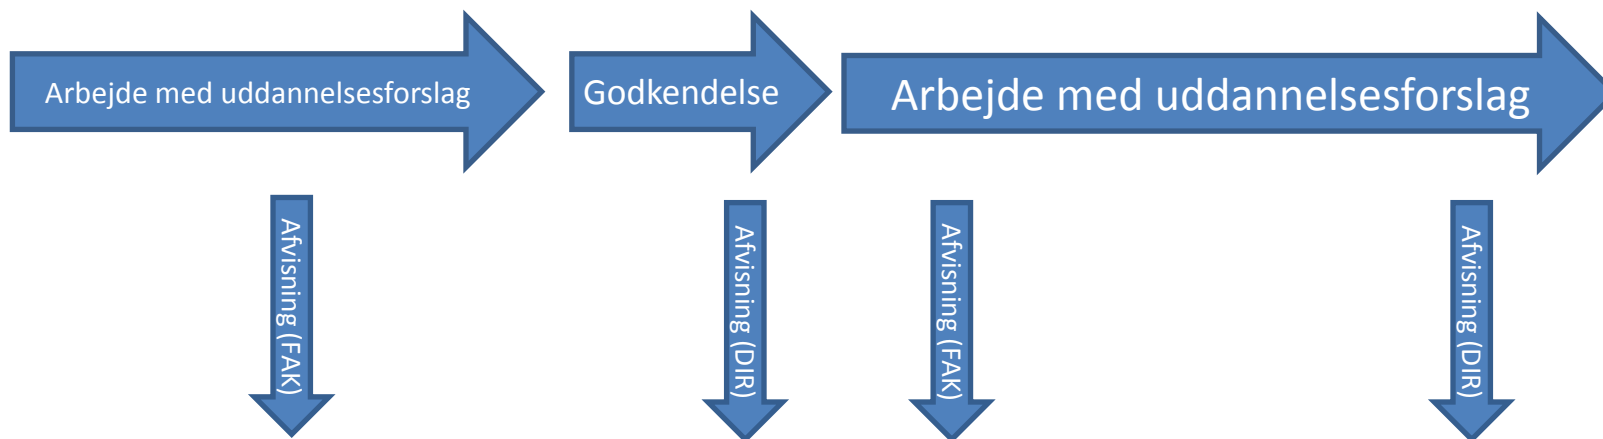 Arbejde med uddannelsesforslag
Godkendelse
Arbejde med uddannelsesforslag
Afvisning (FAK)
Afvisning (DIR)
Afvisning (FAK)
Afvisning (DIR)